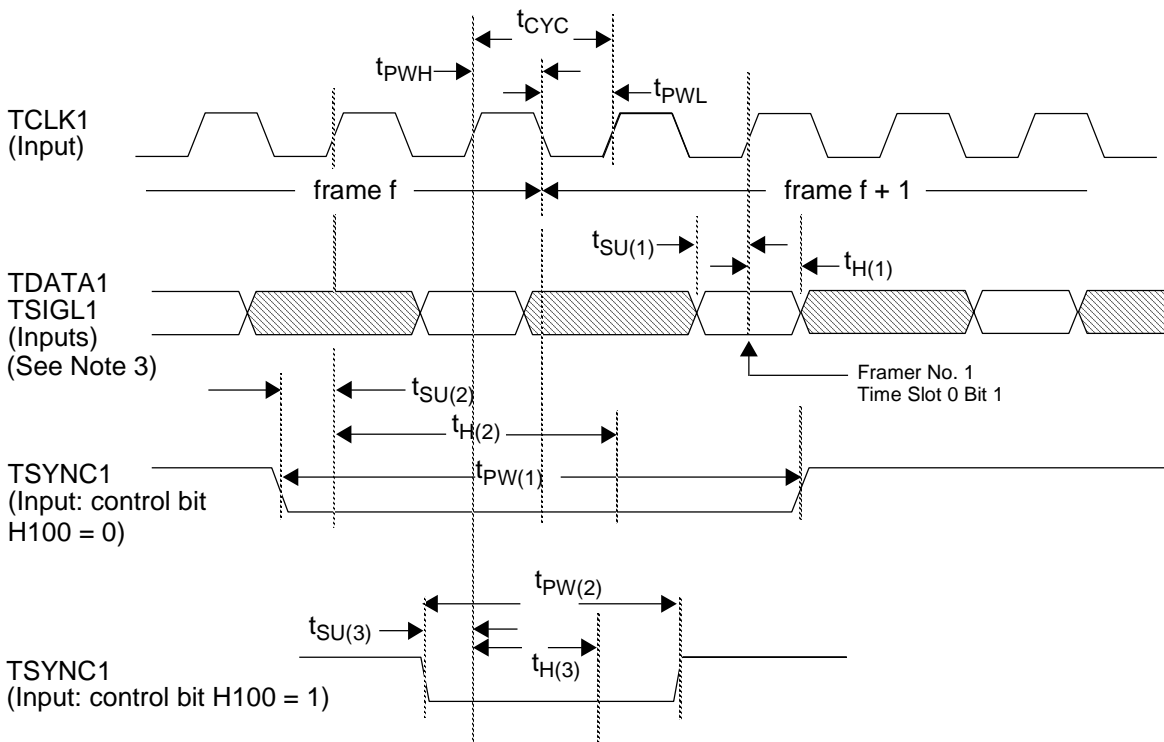 tCYC
tPWH
tPWL
TCLK1
(Input)
frame f
frame f + 1
tSU(1)
tH(1)
TDATA1
TSIGL1
(Inputs)
(See Note 3)
Framer No. 1
Time Slot 0 Bit 1
tSU(2)
tH(2)
TSYNC1
(Input: control bit
H100 = 0)
tPW(1)
tPW(2)
tSU(3)
tH(3)
TSYNC1
(Input: control bit H100 = 1)